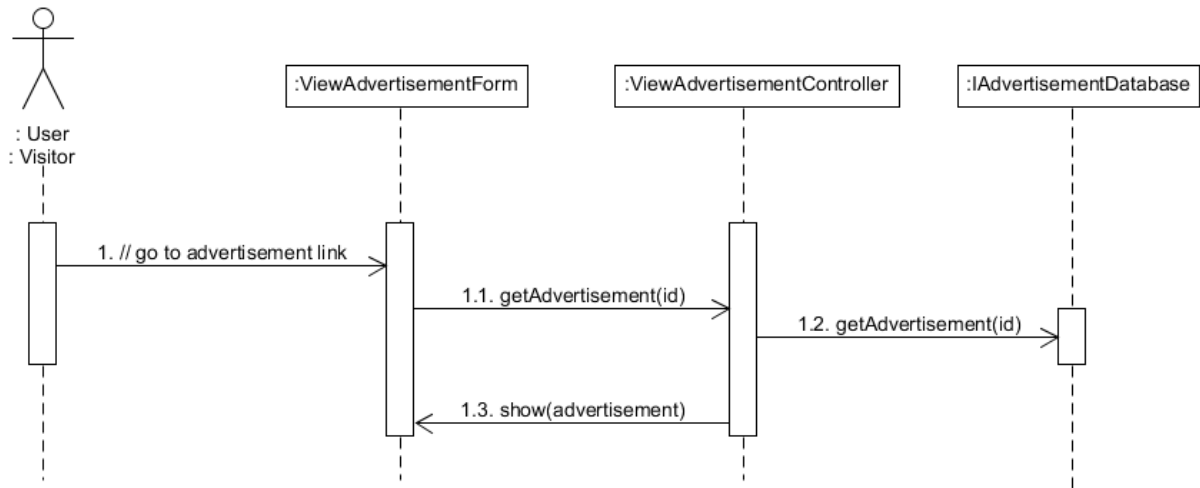 :ViewAdvertisementForm
:ViewAdvertisementController
:IAdvertisementDatabase
: User
: Visitor
1. // go to advertisement link
1.1. getAdvertisement(id)
1.2. getAdvertisement(id)
1.3. show(advertisement)